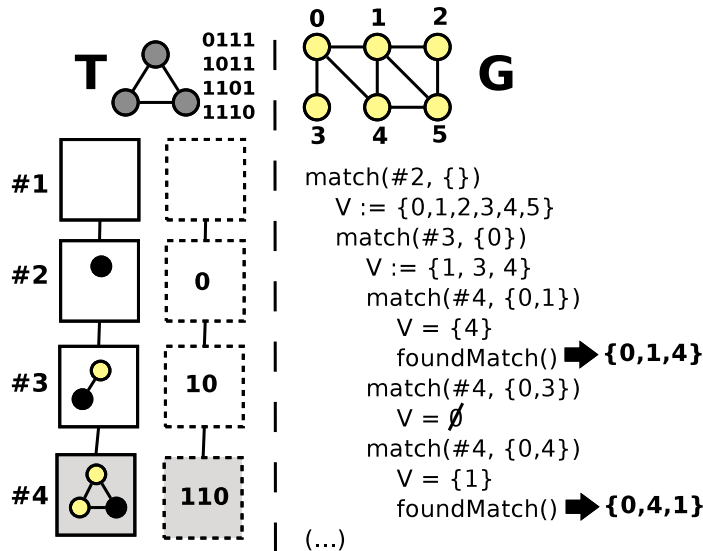 T
0111
1011
1101
1110
#1
#2
0
#3
10
#4
110
0 1 2
3 4 5
G
match(#2, {})
V := {0,1,2,3,4,5}
match(#3, {0})
V := {1, 3, 4}
match(#4, {0,1})
V = {4}
foundMatch() {0,1,4}
match(#4, {0,3})
V = ∅
match(#4, {0,4})
V = {1}
foundMatch() {0,4,1}
(...)